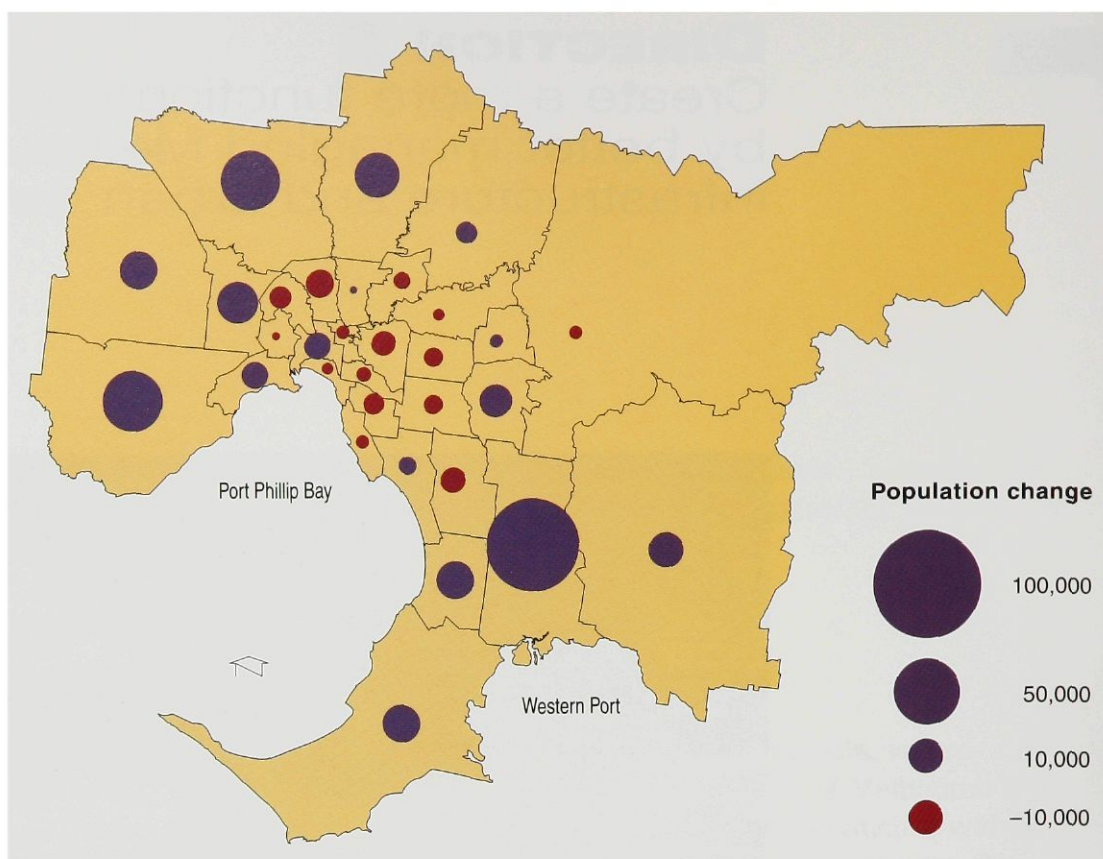 Port Phillip Bay
Western Port
Population change
100,000
50,000
10,000
–10,000